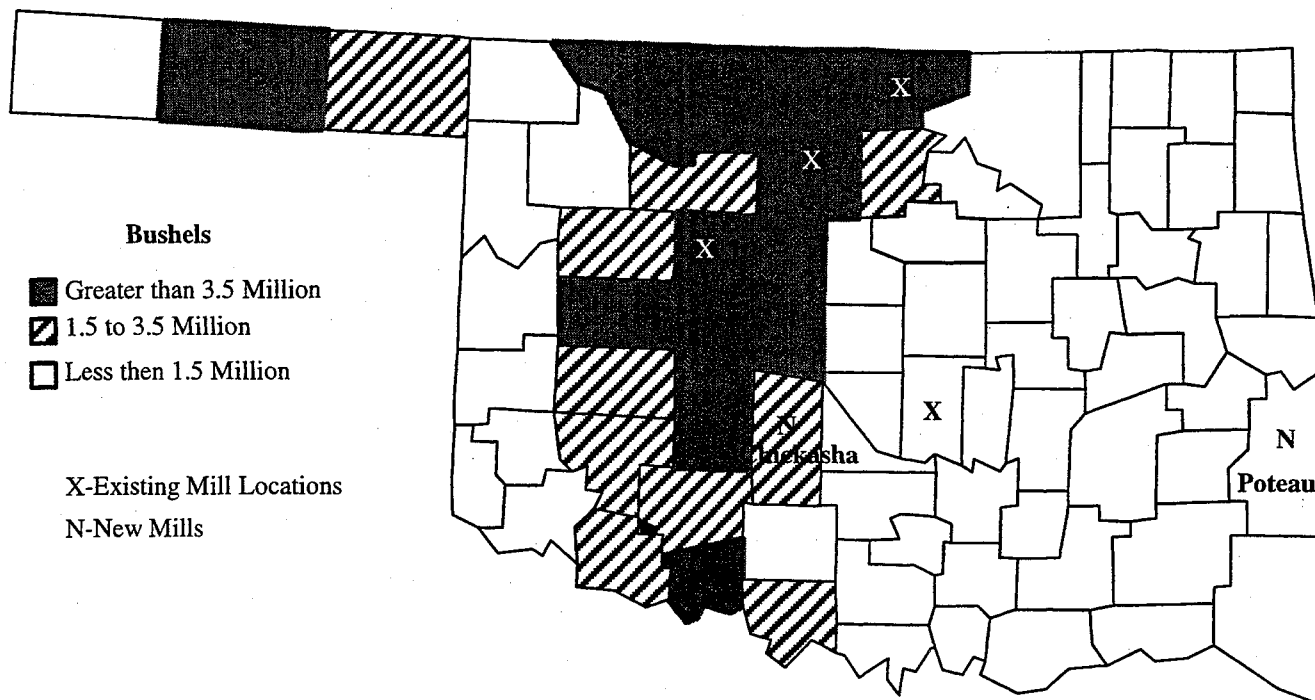 X
X
Bushels
X
Greater than 3.5 Million
1.5 to 3.5 Million
Less then 1.5 Million
X
N
N
Chickasha
X-Existing Mill Locations
Poteau
N-New Mills